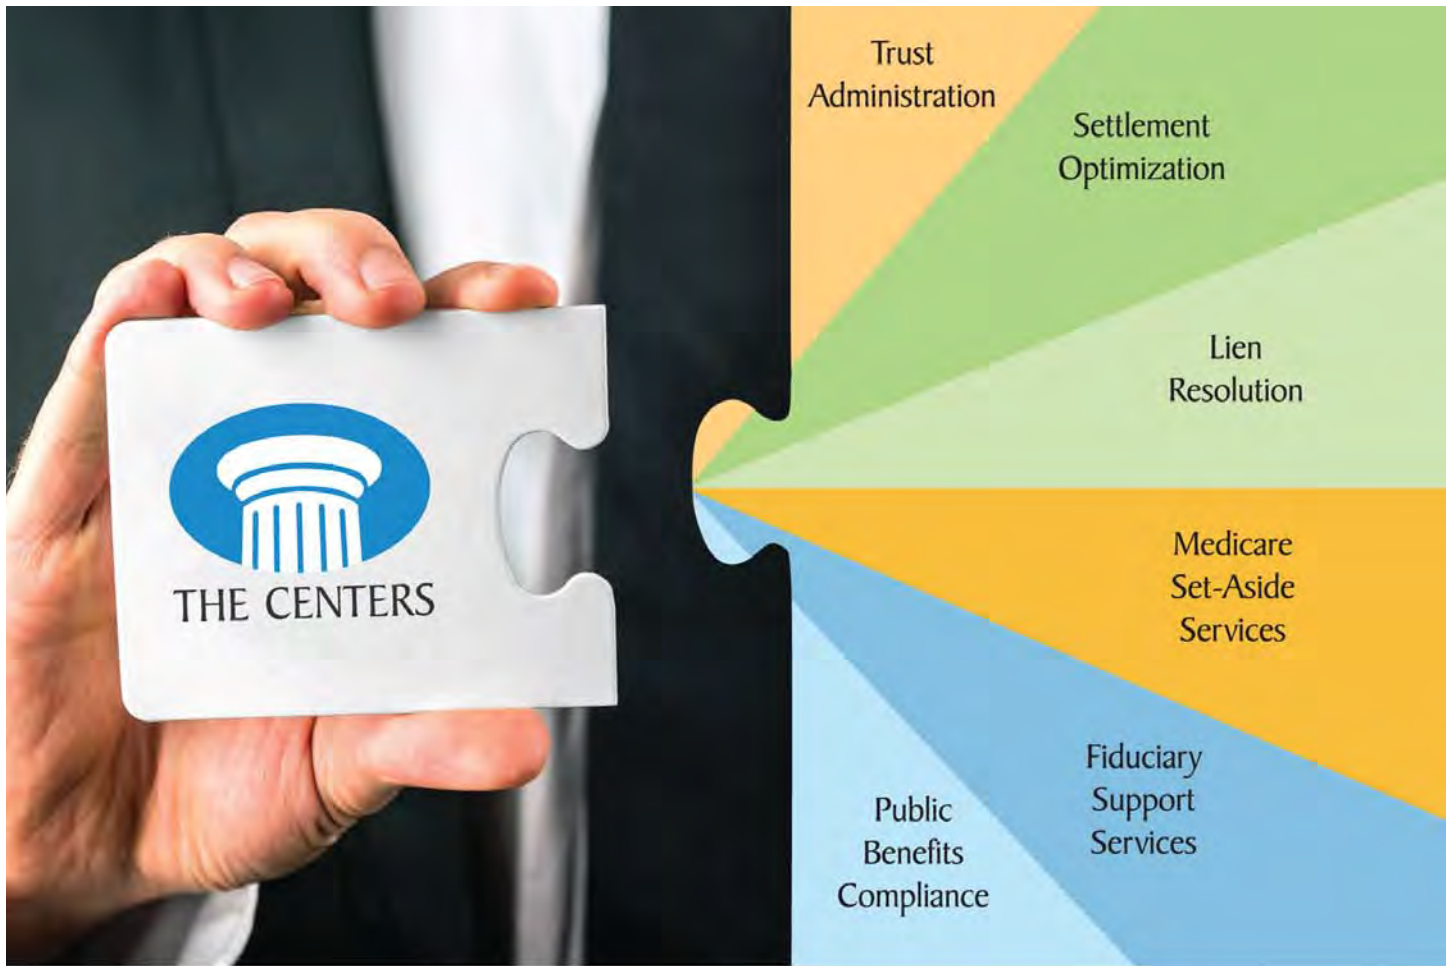 THE CENTERS
Trust
Administration
Settlement
Optimization
Lien
Resolution
Medicare
Set-Aside
Services
Fiduciary
Support
Services
Public
Benefits
Compliance